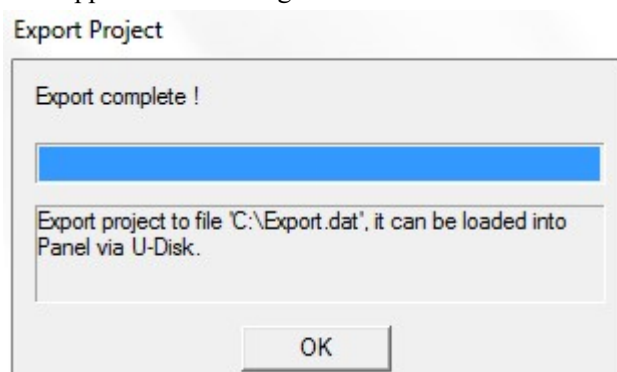 Export Project
Export complete !
Export project to file 'C:\Export.dat', it can be loaded into
Panel via U-Disk.
OK